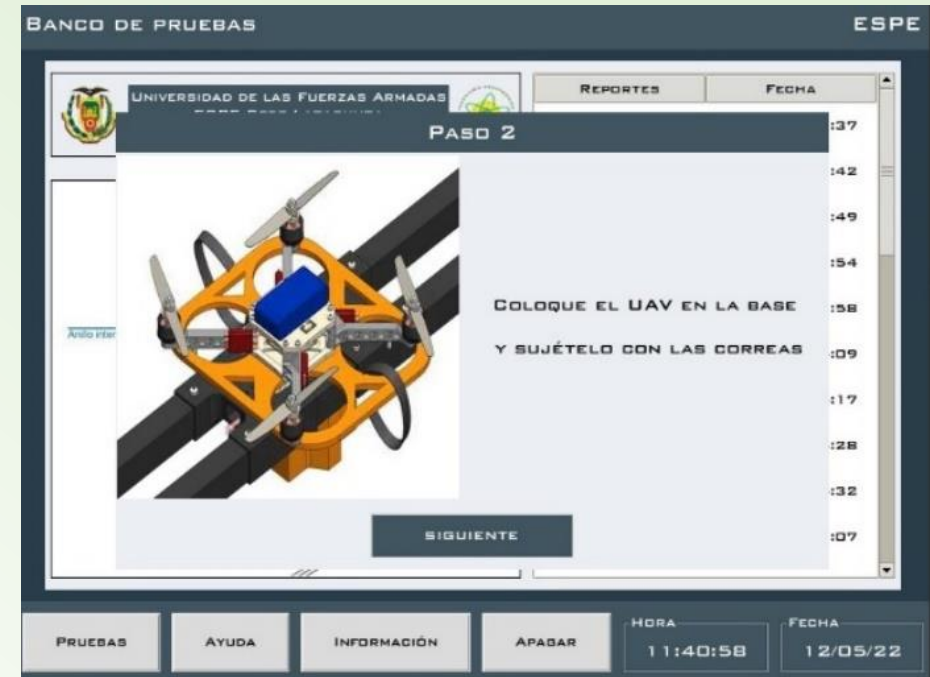 BANCO DE PRUEBAS
ESPE
UNIVERSIDAD DE LAS FUERZAS ARMADAS
REPORTES
FECHA
PASO 2
:37
:42
:49
:54
COLOQUE EL UAV EN LA BASE
:58
Anillo inter
Y SUJÉTELO CON LAS CORREAS
:09
:17
:28
:32
SIGUIENTE
:07
PRUEBAS
AYUDA
INFORMACIÓN
APAGAR
HORA
11:40:58
FECHA
12/05/22